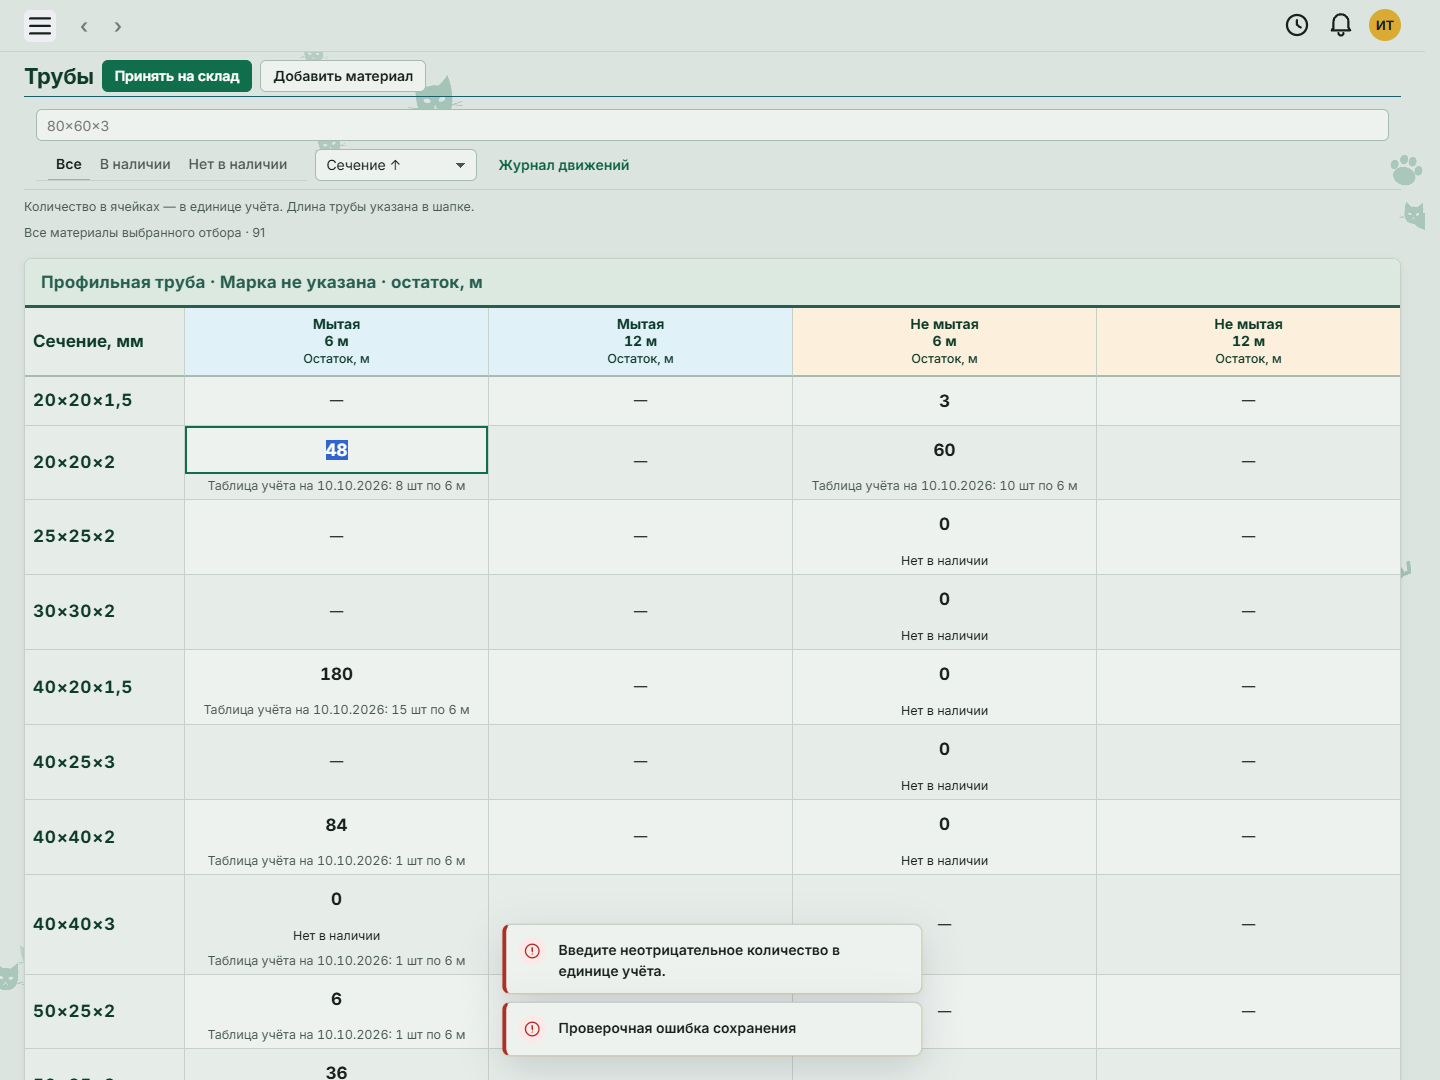 ИТ
Трубы
Принять на склад
Добавить материал
80×60×3
Все
В наличии
Нет в наличии
Сечение ↑
Журнал движений
Количество в ячейках — в единице учёта. Длина трубы указана в шапке.
Все материалы выбранного отбора · 91
Профильная труба · Марка не указана · остаток, м
Сечение, мм
Мытая
6 м
Остаток, м
Мытая
12 м
Остаток, м
Не мытая
6 м
Остаток, м
Не мытая
12 м
Остаток, м
20×20×1,5
—
—
3
—
20×20×2
48
Таблица учёта на 10.10.2026: 8 шт по 6 м
—
60
Таблица учёта на 10.10.2026: 10 шт по 6 м
—
25×25×2
—
—
0
Нет в наличии
—
30×30×2
—
—
0
Нет в наличии
—
40×20×1,5
180
Таблица учёта на 10.10.2026: 15 шт по 6 м
—
0
Нет в наличии
—
40×25×3
—
—
0
Нет в наличии
—
40×40×2
84
Таблица учёта на 10.10.2026: 1 шт по 6 м
—
0
Нет в наличии
—
40×40×3
0
Нет в наличии
Таблица учёта на 10.10.2026: 1 шт по 6 м
—
—
50×25×2
6
Таблица учёта на 10.10.2026: 1 шт по 6 м
—
—
36
Введите неотрицательное количество в
единице учёта.
Проверочная ошибка сохранения